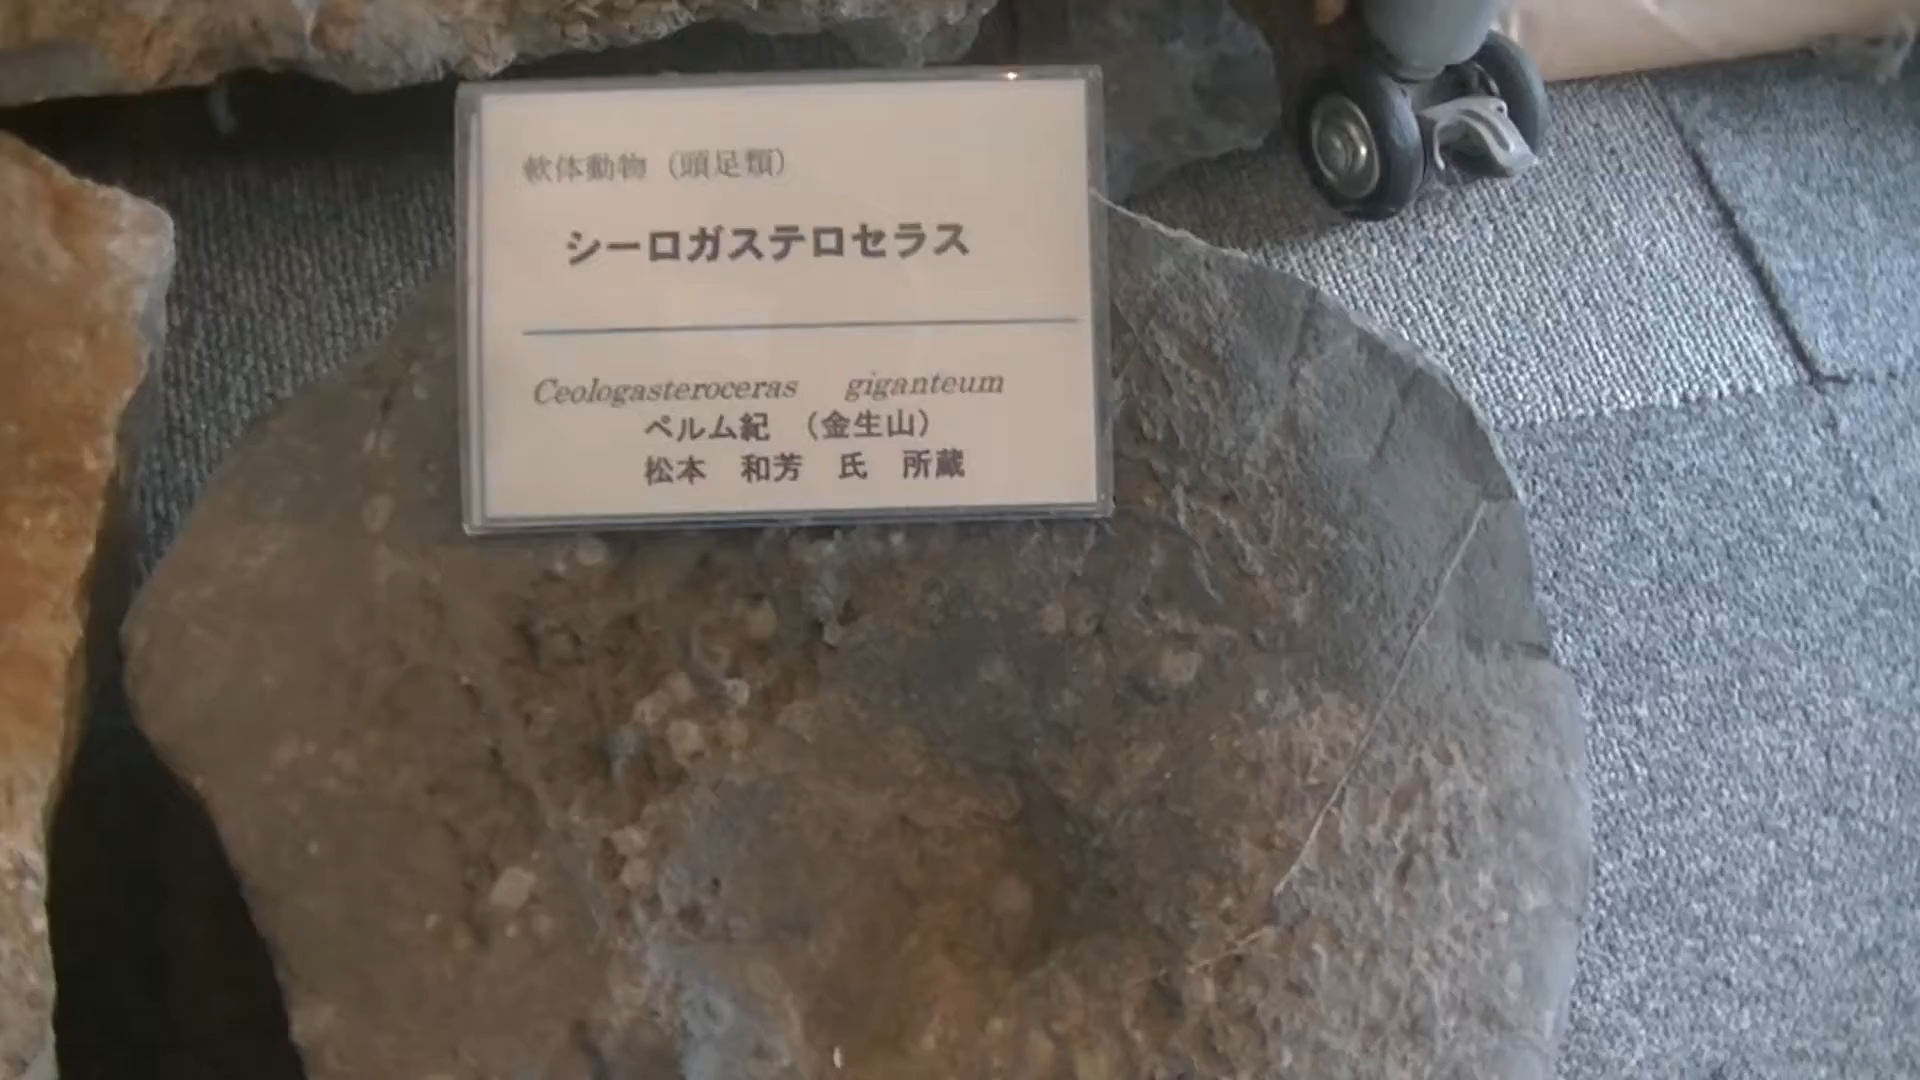 軟体動物（頭足類）
シーロガステロセラス
Ceologasteroceras giganteum
ペルム紀 （金生山）
松本 和芳 氏 所蔵